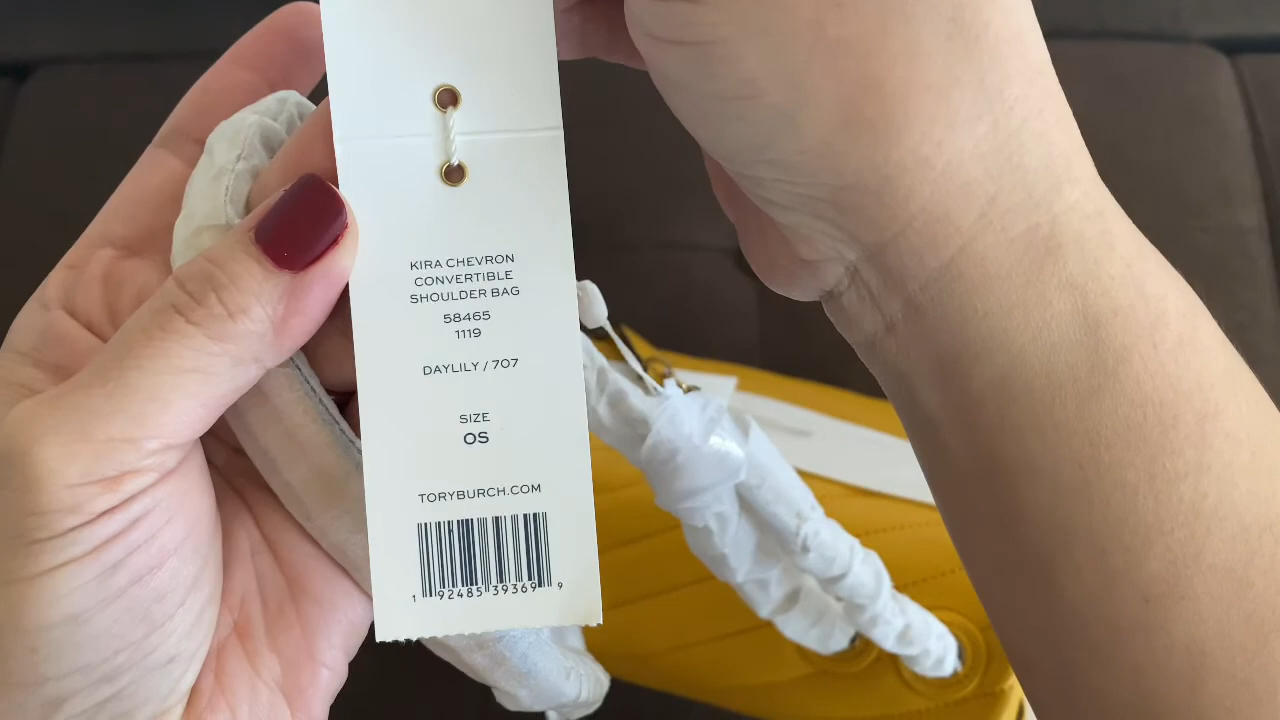 KIRA CHEVRON
CONVERTIBLE
SHOULDER BAG
58465
1119
DAYLILY / 707
SIZE
OS
TORYBURCH.COM
1 92485 39369 9